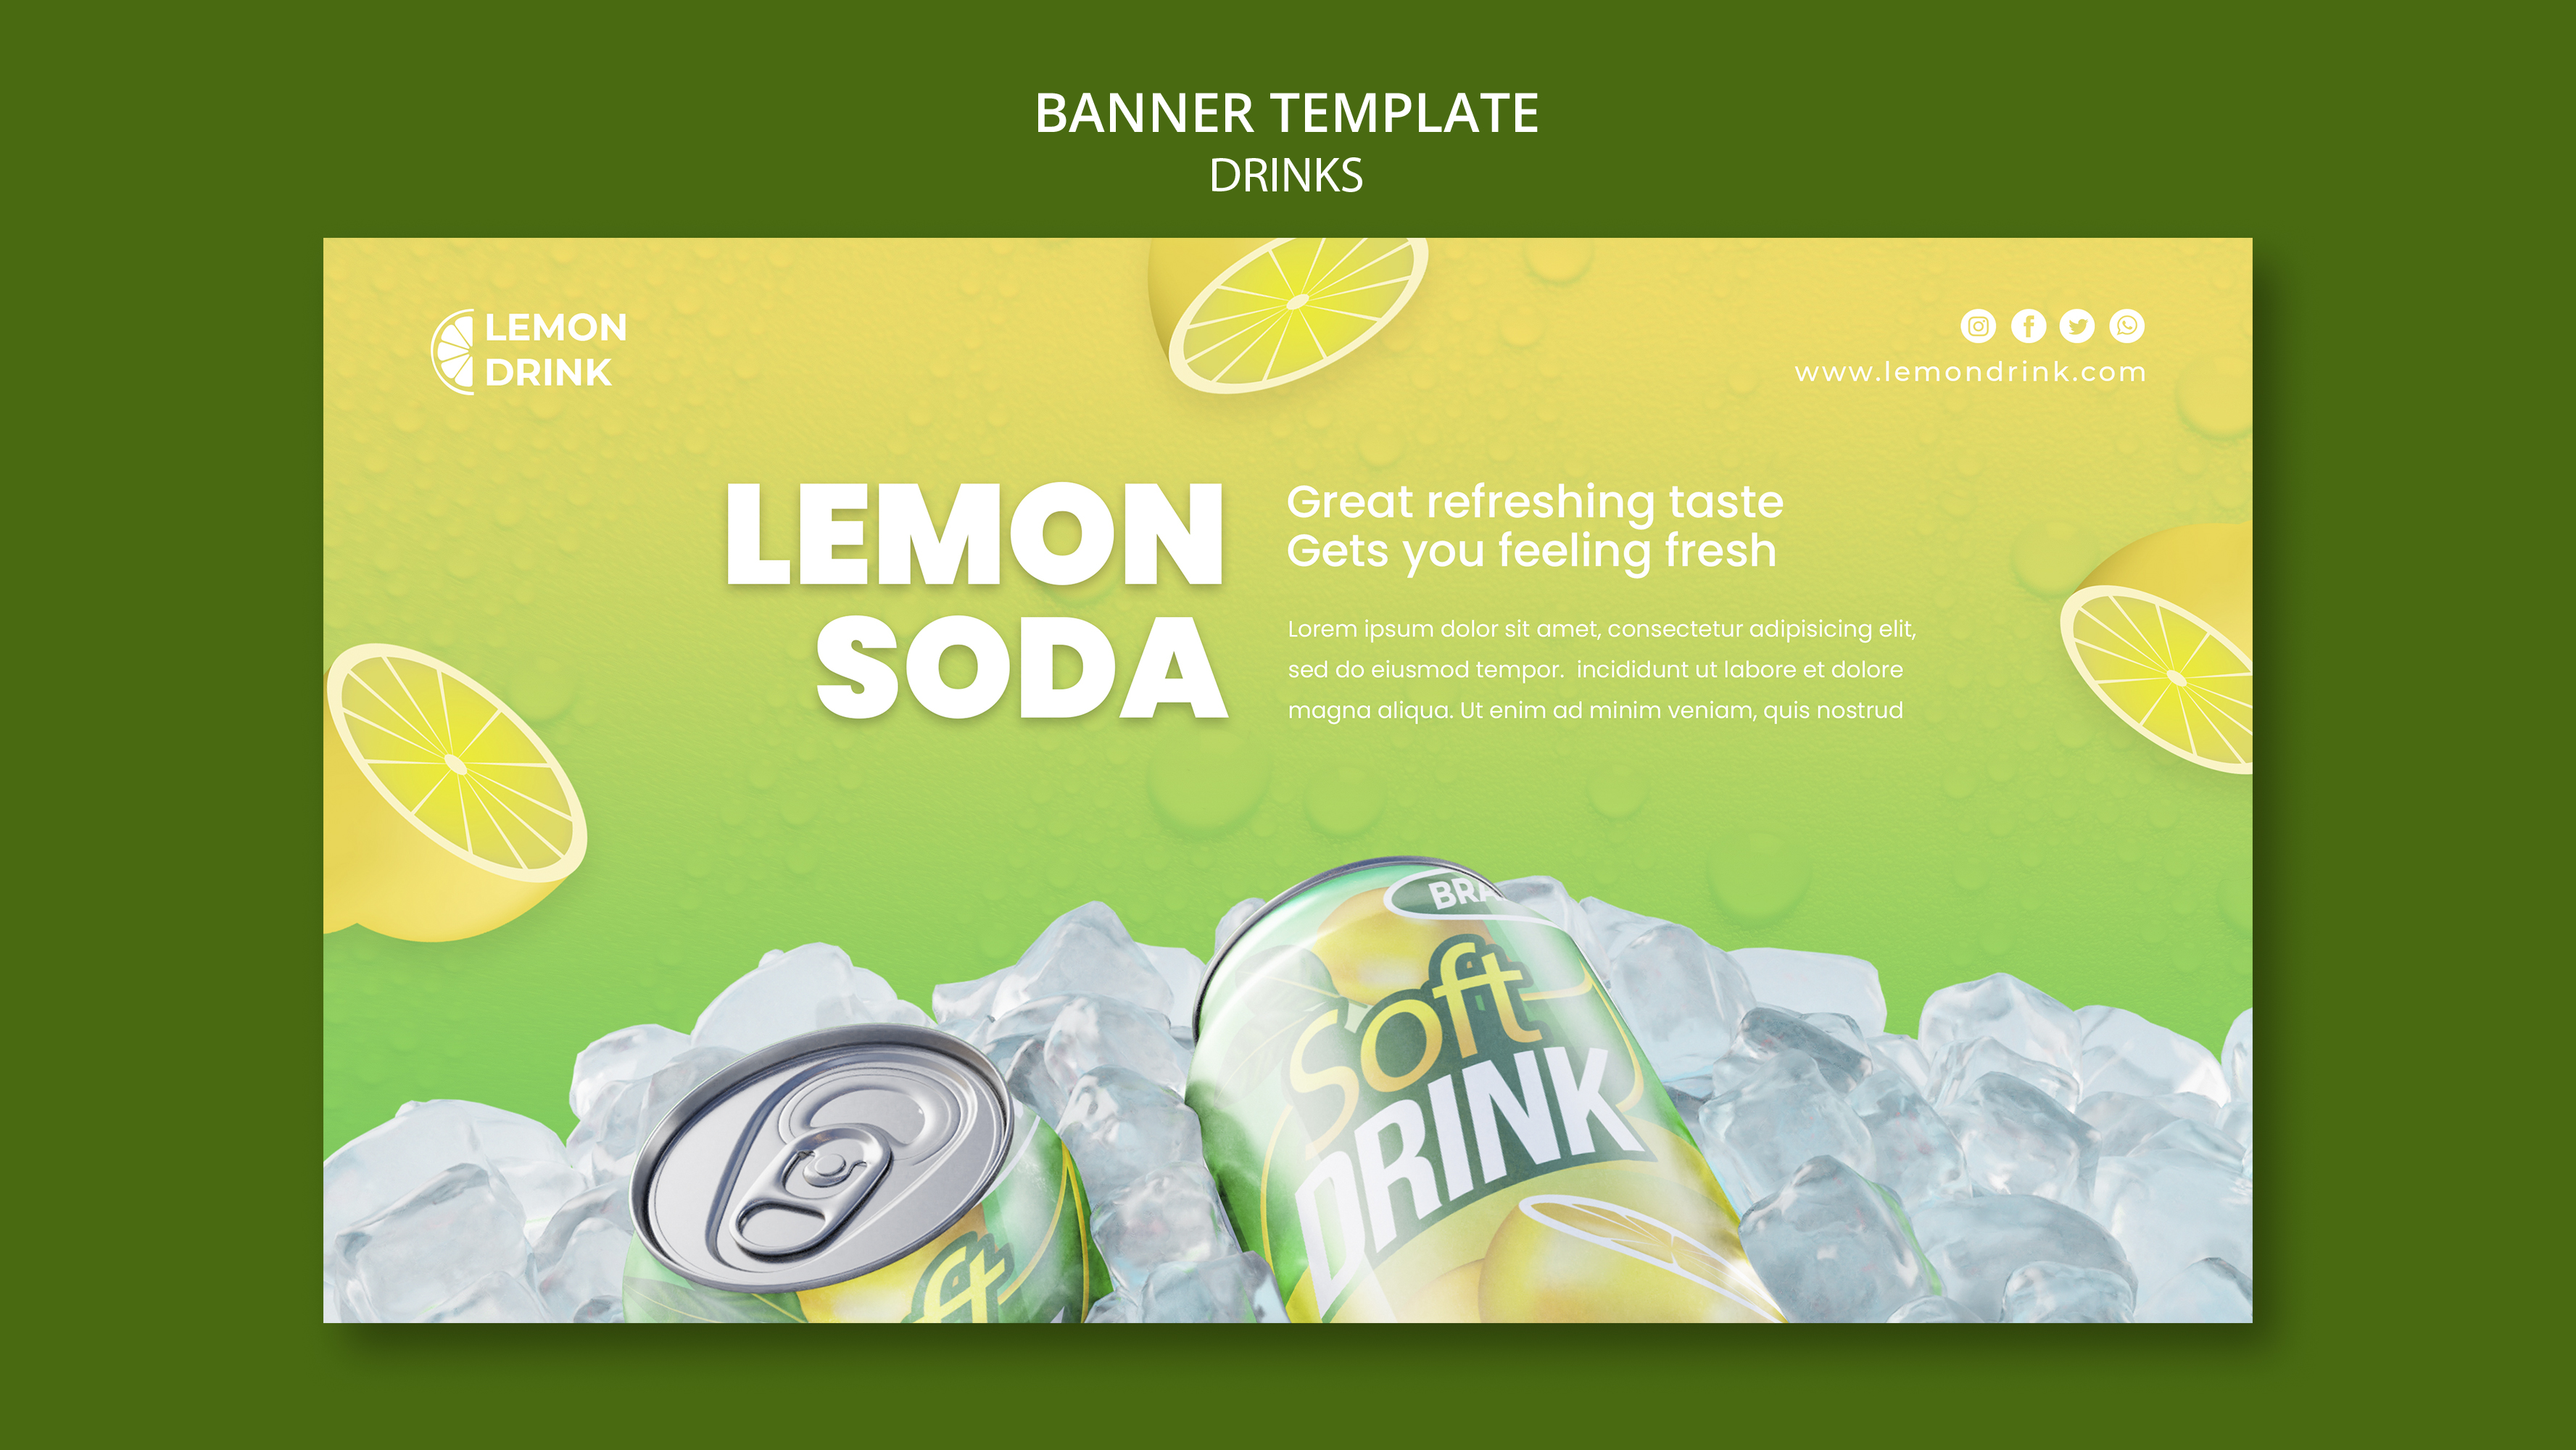 BANNER TEMPLATE
DRINKS
LEMON
DRINK
www.lemondrink.com
LEMON
SODA
Great refreshing taste
Gets you feeling fresh
Lorem ipsum dolor sit amet, consectetur adipisicing elit,
sed do eiusmod tempor.  incididunt ut labore et dolore
magna aliqua. Ut enim ad minim veniam, quis nostrud
BRA
Soft
DRINK
ft